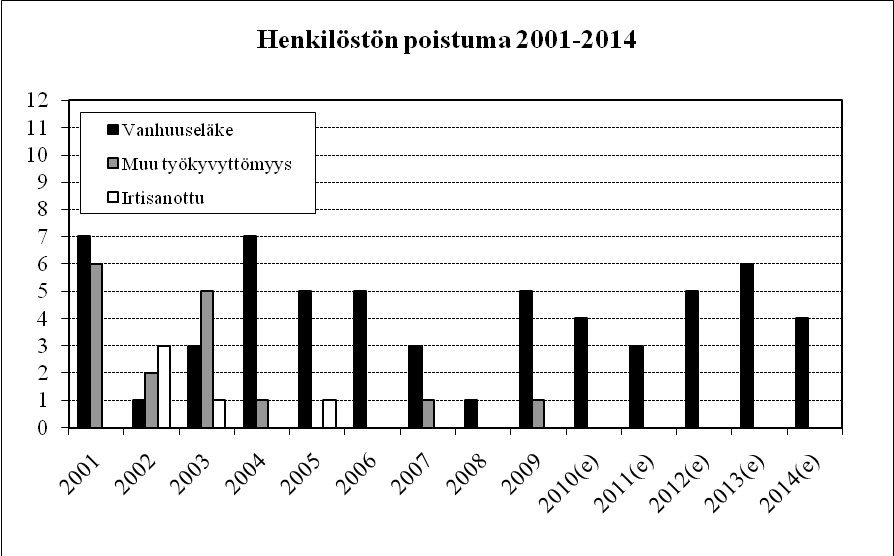 Henkilöstön poistuma 2001-2014
12
11
10
9
8
7
6
5
4
3
2
1
0
Vanhuuseläke
Muu työkyvyttömyys
Irtisanottu
2001
2002
2003
2004
2005
2006
2007
2008
2009
2010(e)
2011(e)
2012(e)
2013(e)
2014(e)